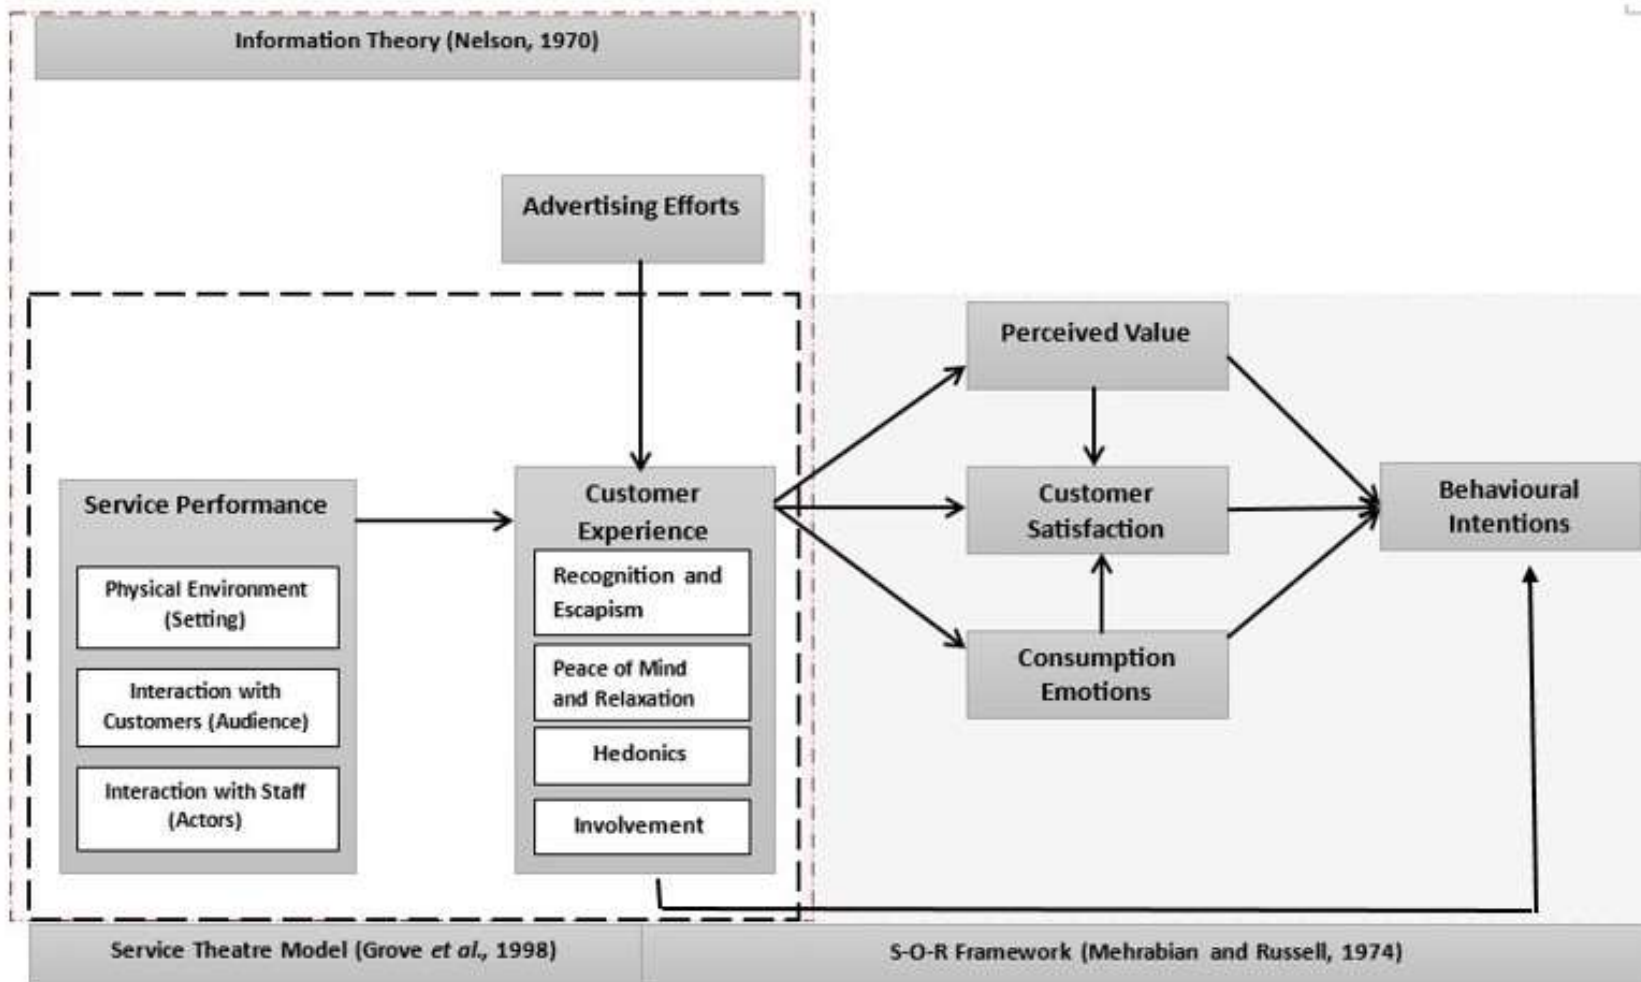 Information Theory (Nelson, 1970)
Advertising Efforts
Perceived Value
Service Performance
Physical Environment
(Setting)
Interaction with
Customers (Audience)
Interaction with Staff
(Actors)
Customer
Experience
Recognition and
Escapism
Peace of Mind
and Relaxation
Hedonics
Involvement
Customer
Satisfaction
Consumption
Emotions
Behavioural
Intentions
Service Theatre Model (Grove et al., 1998)
S-O-R Framework (Mehrabian and Russell, 1974)